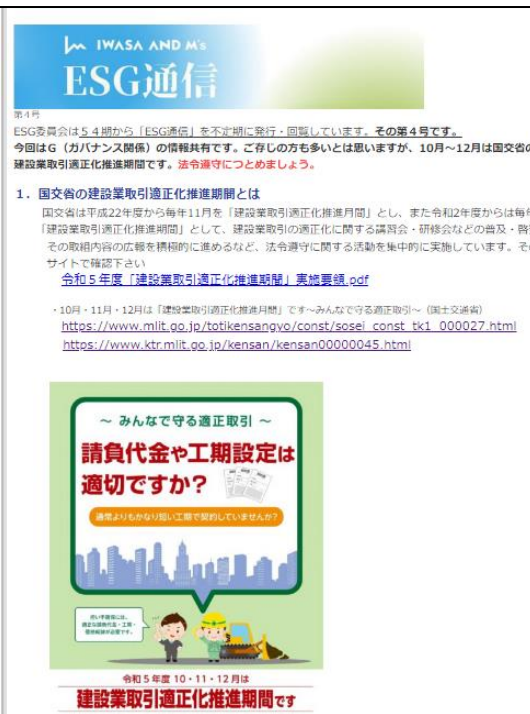 IWASA AND M's
ESG通信
第4号
ESG委員会は54期から「ESG通信」を不定期に発行・回覧しています。その第4号です。
今回はG（ガバナンス関係）の情報共有です。ご存じの方も多いとは思いますが、10月～12月は国交省の
建設業取引適正化推進期間です。法令遵守につとめましょう。
1．国交省の建設業取引適正化推進期間とは
国交省は平成22年度から毎年11月を「建設業取引適正化推進月間」とし、また令和2年度からは毎年
「建設業取引適正化推進期間」として、建設業取引の適正化に関する講習会・研修会などの普及・啓
その取組内容の広報を積極的に進めるなど、法令遵守に関する活動を集中的に実施しています。そ
サイトで確認下さい
令和5年度「建設業取引適正化推進期間」実施要領.pdf
・10月・11月・12月は「建設業取引適正化推進月間」です～みんなで守る適正取引～（国土交通省）
https://www.mlit.go.jp/totikensangyo/const/sosei_const_tk1_000027.html
https://www.ktr.mlit.go.jp/kensan/kensan00000045.html
～ みんなで守る適正取引 ～
請負代金や工期設定は
適切ですか？
通常よりもかなり短い工期で契約していませんか？
担い手確保には、
適正な請負代金・工期・
令和5年度 10・11・12月は
建設業取引適正化推進期間です